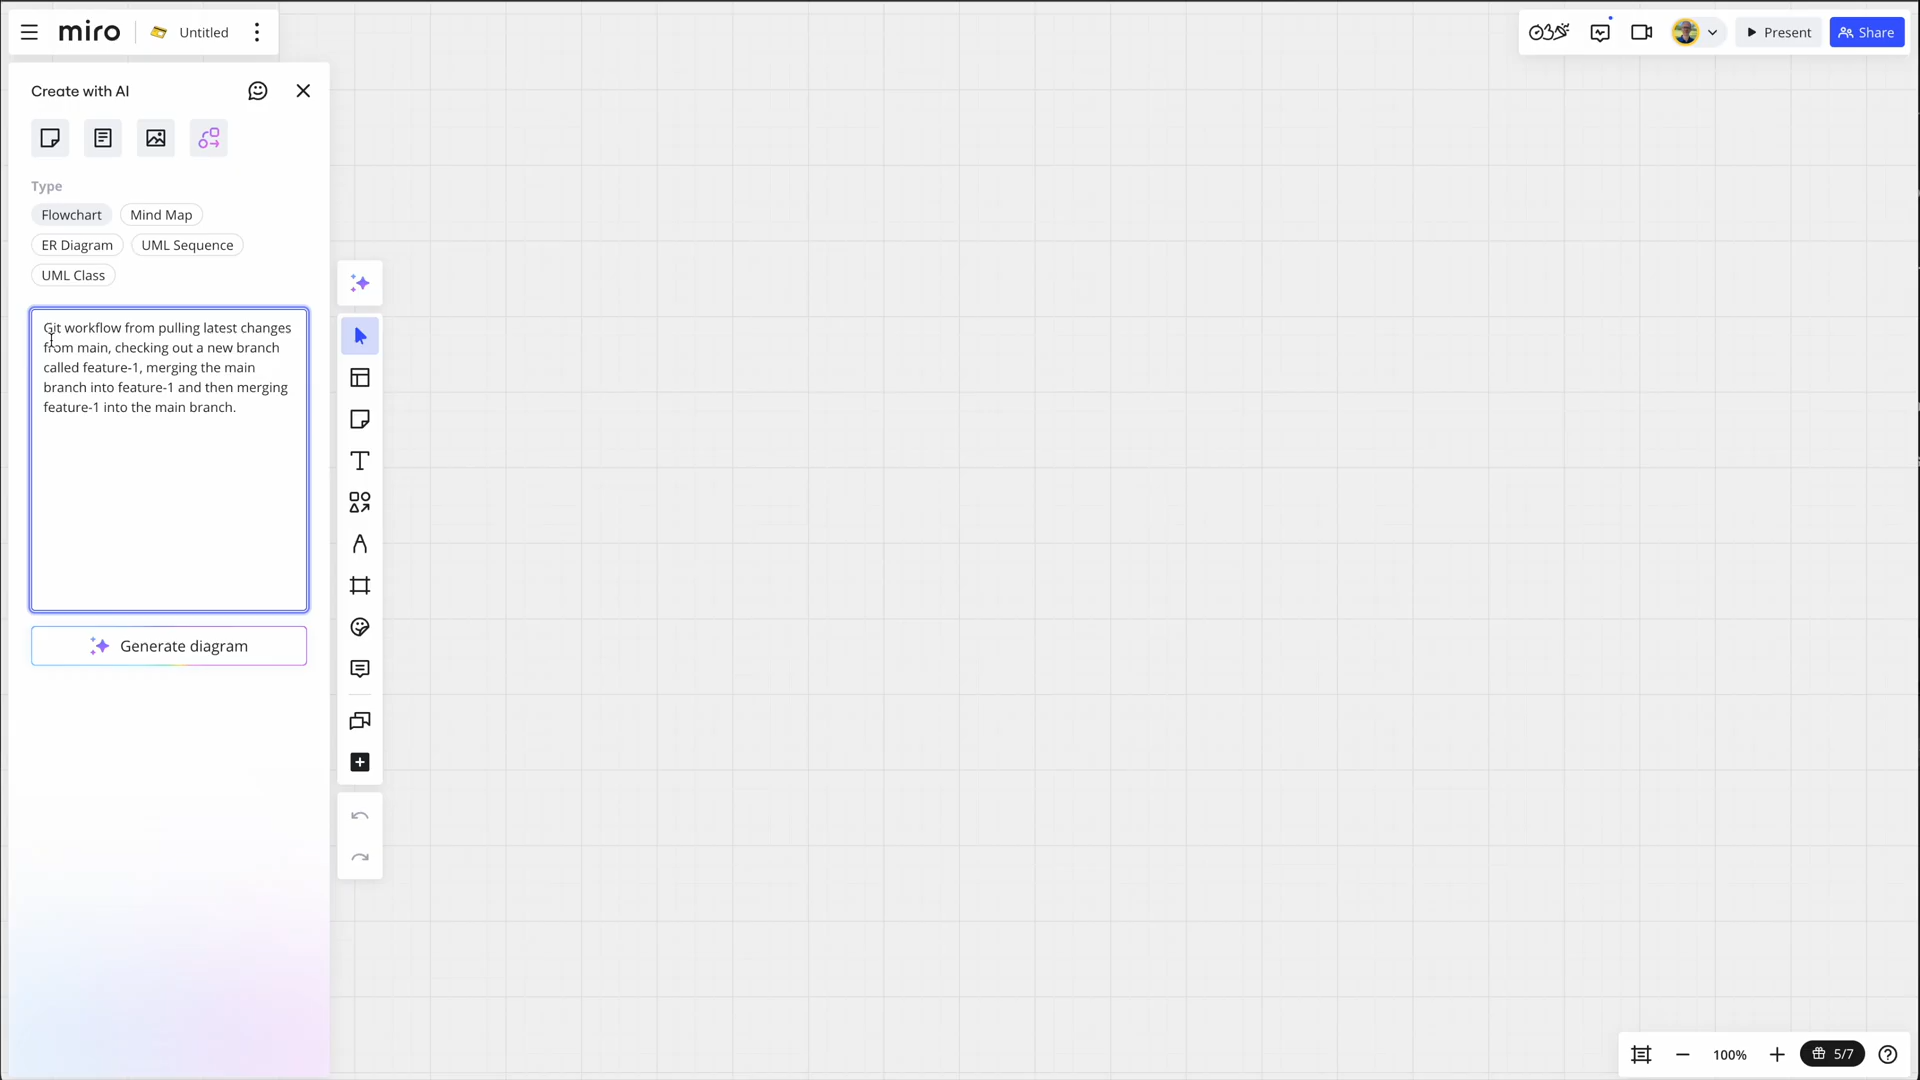 miro
Untitled
Present
Share
Create with AI
Type
Flowchart
Mind Map
ER Diagram
UML Sequence
UML Class
Git workflow from pulling latest changes
from main, checking out a new branch
called feature-1, merging the main
branch into feature-1 and then merging
feature-1 into the main branch.
Generate diagram
100%
5/7